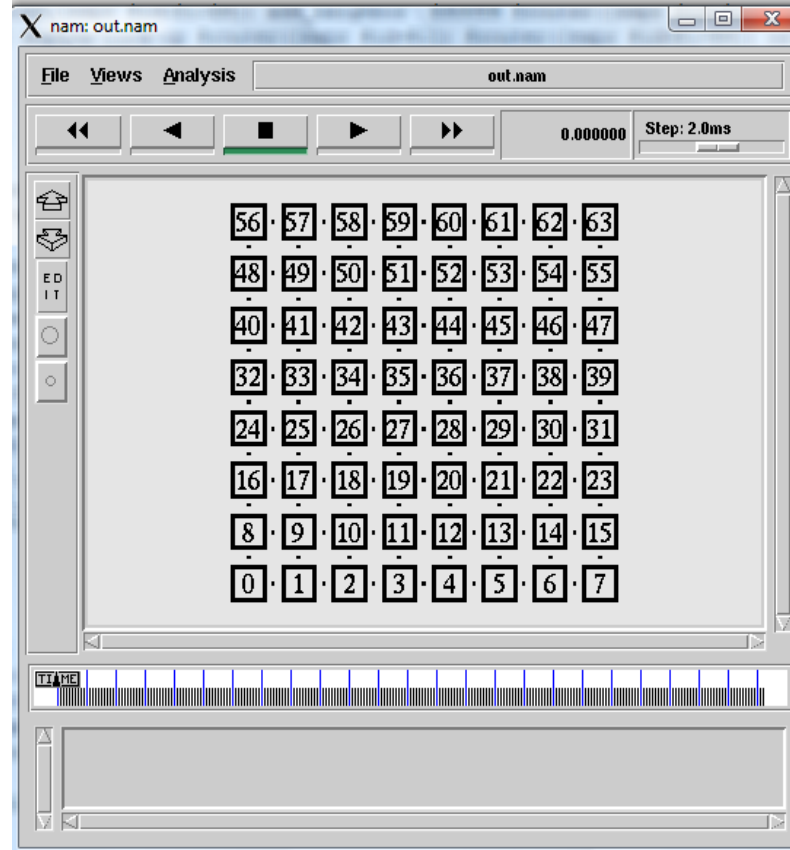 nam: out.nam
File Views Analysis out.nam
0.000000 Step: 2.0ms
56 57 58 59 60 61 62 63
ED
IT
48 49 50 51 52 53 54 55
40 41 42 43 44 45 46 47
32 33 34 35 36 37 38 39
24 25 26 27 28 29 30 31
16 17 18 19 20 21 22 23
8 9 10 11 12 13 14 15
0 1 2 3 4 5 6 7
TIME